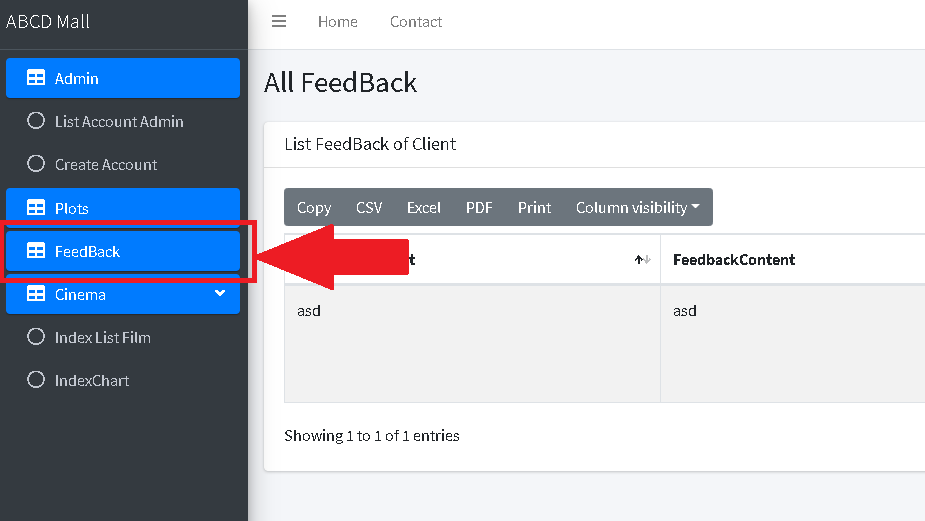 ABCD Mall
Home
Contact
Admin
List Account Admin
Create Account
Plots
FeedBack
Cinema
Index List Film
IndexChart
All FeedBack
List FeedBack of Client
Copy CSV Excel PDF Print Column visibility
FeedbackContent
asd
asd
Showing 1 to 1 of 1 entries